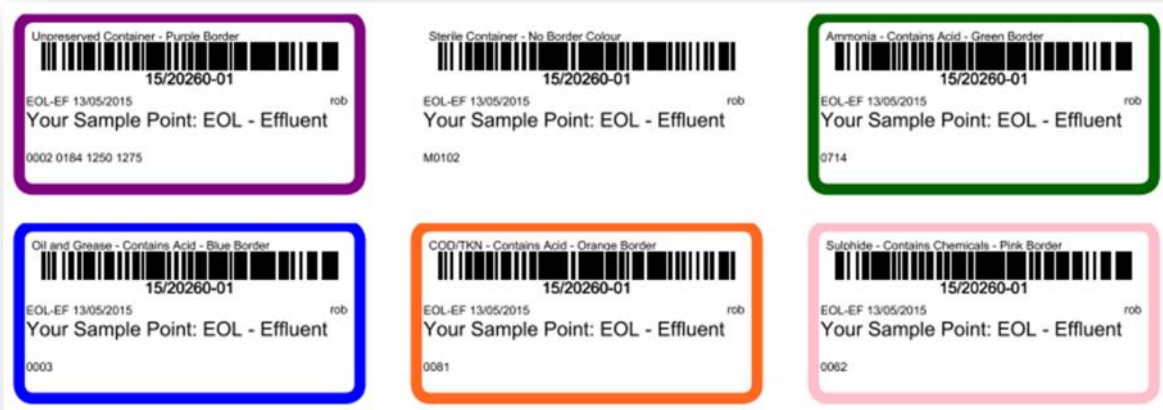 Unpreserved Container - Purple Border
15/20260-01
EOL-EF 13/05/2015 rob
Your Sample Point: EOL - Effluent
0002 0184 1250 1275
Sterile Container - No Border Colour
15/20260-01
EOL-EF 13/05/2015 rob
Your Sample Point: EOL - Effluent
M0102
Ammonia - Contains Acid - Green Border
15/20260-01
EOL-EF 13/05/2015 rob
Your Sample Point: EOL - Effluent
0714
Oil and Grease - Contains Acid - Blue Border
15/20260-01
EOL-EF 13/05/2015 rob
Your Sample Point: EOL - Effluent
0003
COD/TKN - Contains Acid - Orange Border
15/20260-01
EOL-EF 13/05/2015 rob
Your Sample Point: EOL - Effluent
0081
Sulphide - Contains Chemicals - Pink Border
15/20260-01
EOL-EF 13/05/2015 rob
Your Sample Point: EOL - Effluent
0062